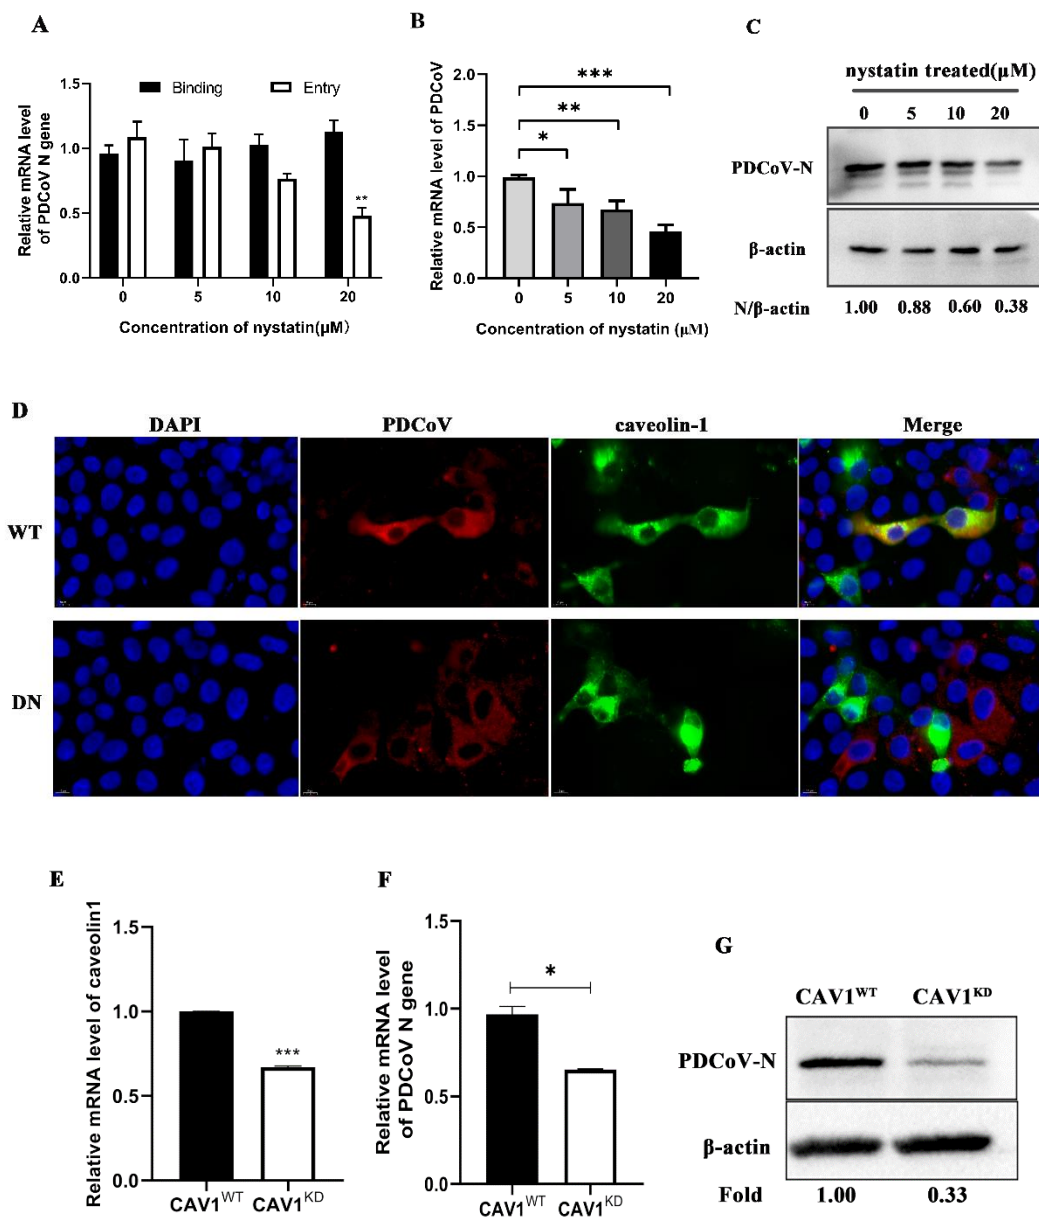 A
Binding
Entry
1.5
1.0
0.5
0.0
Relative mRNA level
of PDCoV N gene
**
0
5
10
20
Concentration of nystatin(μM)
B
2.0
1.5
1.0
0.5
0.0
Relative mRNA level of PDCoV
***
**
*
0
5
10
20
Concentration of nystatin (μM)
C
nystatin treated(μM)
0 5 10 20
PDCoV-N
β-actin
N/β-actin 1.00 0.88 0.60 0.38
D
DAPI PDCoV caveolin-1 Merge
WT
DN
E
Relative mRNA level of caveolin1
1.5
1.0
0.5
0.0
***
CAV1WT CAV1KD
F
Relative mRNA level
of PDCoV N gene
1.5
1.0
0.5
0.0
*
CAV1WT CAV1KD
G
CAV1WT CAV1KD
PDCoV-N
β-actin
Fold 1.00 0.33